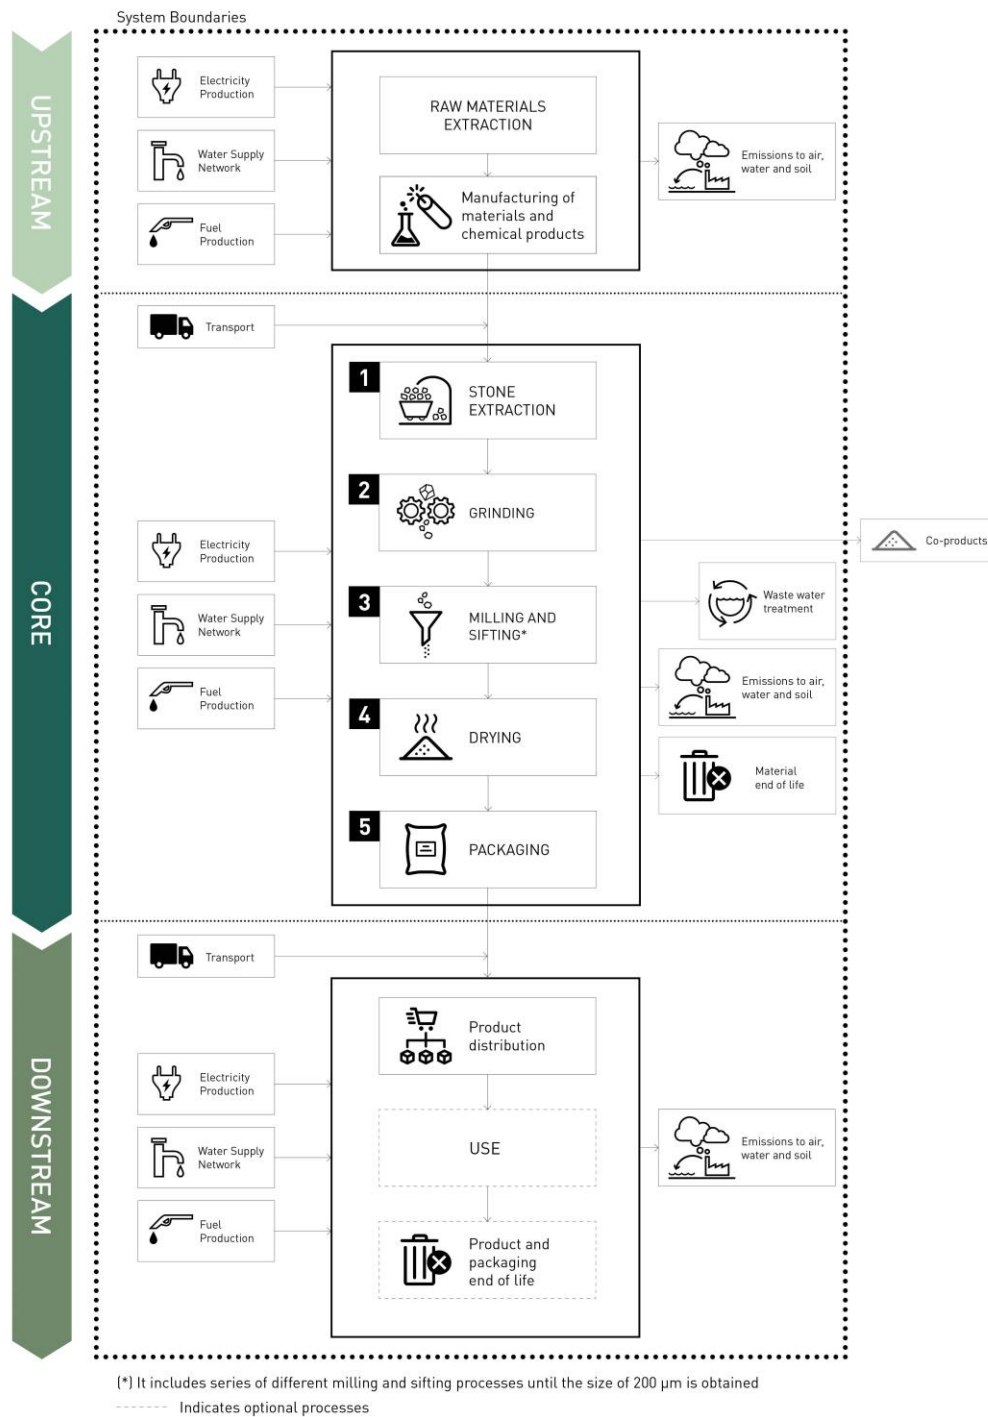 System Boundaries
UPSTREAM
Electricity
Production
RAW MATERIALS
EXTRACTION
Water Supply
Network
Emissions to air,
water and soil
Manufacturing of
materials and
chemical products
Fuel
Production
CORE
Transport
1
STONE
EXTRACTION
2
GRINDING
Electricity
Production
Co-products
3
MILLING AND
SIFTING*
Waste water
treatment
Water Supply
Network
Fuel
Production
Emissions to air,
water and soil
4
DRYING
Material
end of life
5
PACKAGING
DOWNSTREAM
Transport
Product
distribution
Electricity
Production
USE
Water Supply
Network
Emissions to air,
water and soil
Fuel
Production
Product and
packaging
end of life
(*) It includes series of different milling and sifting processes until the size of 200 µm is obtained
Indicates optional processes